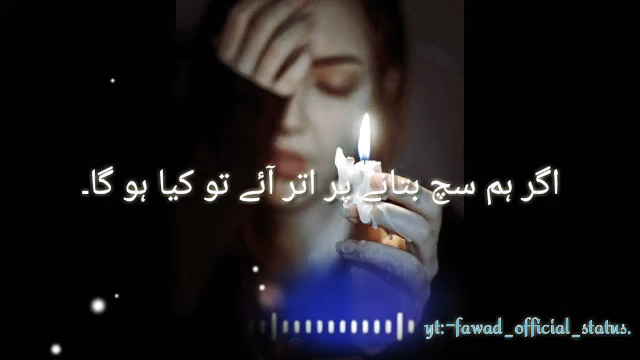 اگر ہم سچ بتانے پر اتر آئے تو کیا ہو گا۔
yt:-fawad_official_status.